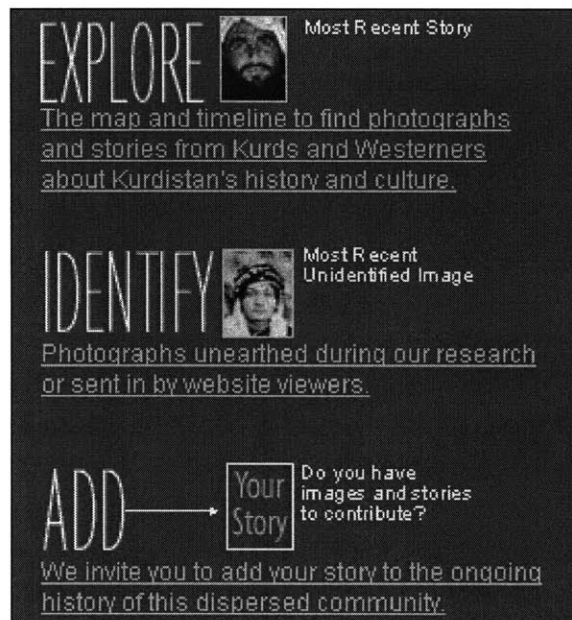 EXPLORE
Most Recent Story
The map and timeline to find photographs
and stories from Kurds and Westerners
about Kurdistan's history and culture.
IDENTIFY
Most Recent
Unidentified Image
Photographs unearthed during our research
or sent in by website viewers.
ADD
Your
Story
Do you have
images and stories
to contribute?
We invite you to add your story to the ongoing
history of this dispersed community.